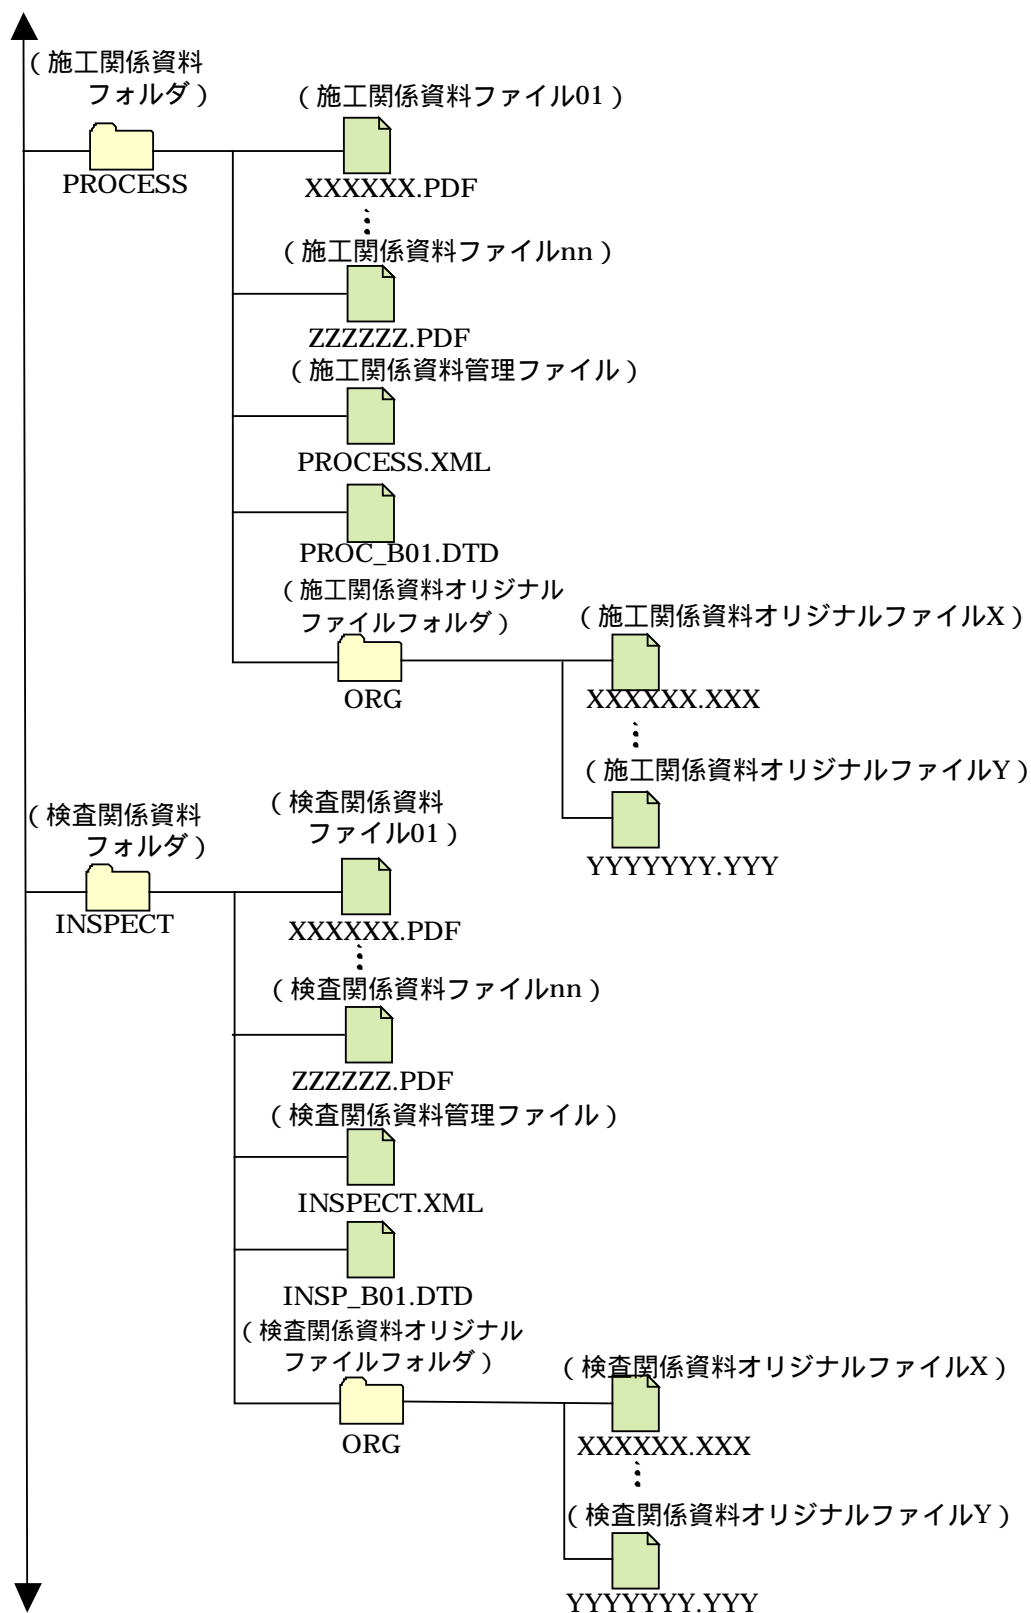 （施工関係資料
フォルダ）
PROCESS
（施工関係資料ファイル01）
XXXXXX.PDF
（施工関係資料ファイルnn）
ZZZZZZ.PDF
（施工関係資料管理ファイル）
PROCESS.XML
PROC_B01.DTD
（施工関係資料オリジナル
ファイルフォルダ）
ORG
（施工関係資料オリジナルファイルX）
XXXXXX.XXX
（施工関係資料オリジナルファイルY）
YYYYYYY.YYY
（検査関係資料
フォルダ）
INSPECT
（検査関係資料
ファイル01）
XXXXXX.PDF
（検査関係資料ファイルnn）
ZZZZZZ.PDF
（検査関係資料管理ファイル）
INSPECT.XML
INSP_B01.DTD
（検査関係資料オリジナル
ファイルフォルダ）
ORG
（検査関係資料オリジナルファイルX）
XXXXXX.XXX
（検査関係資料オリジナルファイルY）
YYYYYYY.YYY